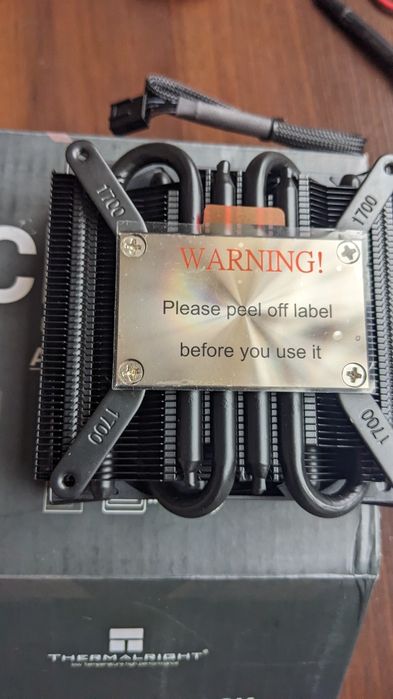 1700
1700
C
WARNING!
Please peel off label
before you use it
1700
1700
THERMALRIGHT